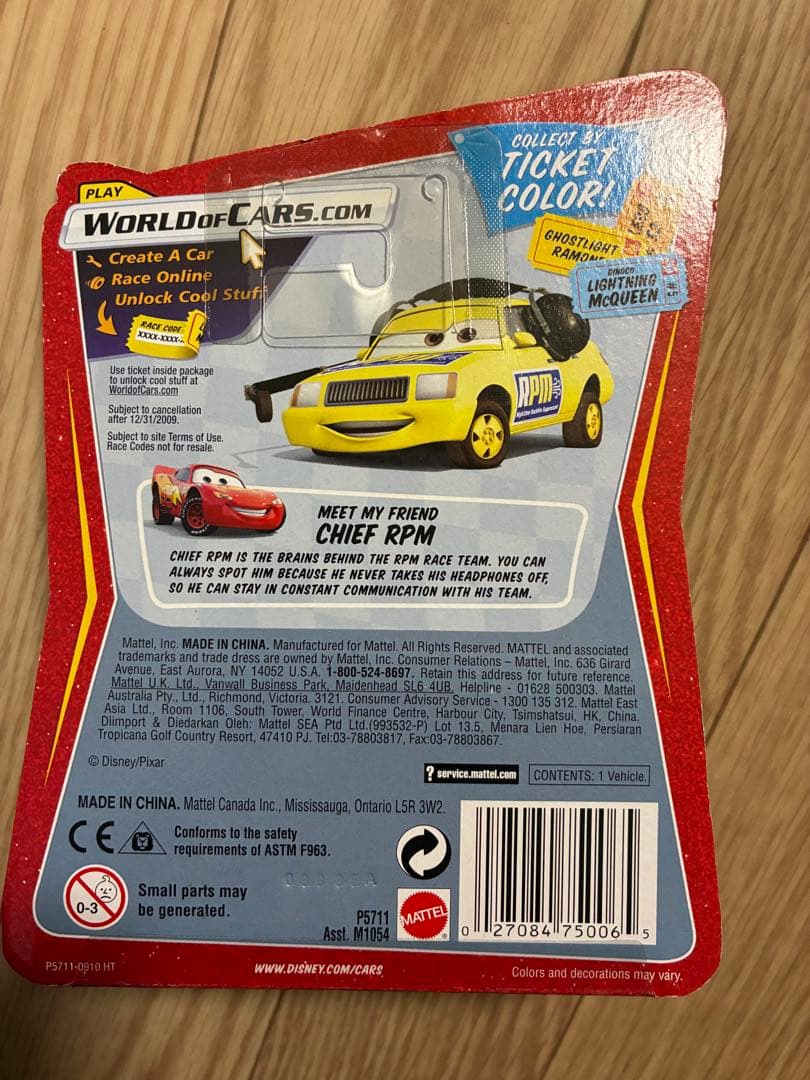 PLAY
WORLDOFCARS.COM
Create A Car
Race Online
Unlock Cool Stuff
RACE CODE
XXXX-XXXX-
Use ticket inside package
to unlock cool stuff at
WorldofCars.com
Subject to cancellation
after 12/31/2009.
Subject to site Terms of Use.
Race Codes not for resale.
COLLECT BY
TICKET
COLOR!
GHOSTLIGHT
RAMONE
DINOCO
LIGHTNING
McQUEEN
#5
RPM
RPM
MEET MY FRIEND
CHIEF RPM
CHIEF RPM IS THE BRAINS BEHIND THE RPM RACE TEAM. YOU CAN
ALWAYS SPOT HIM BECAUSE HE NEVER TAKES HIS HEADPHONES OFF,
SO HE CAN STAY IN CONSTANT COMMUNICATION WITH HIS TEAM.
Mattel, Inc. MADE IN CHINA. Manufactured for Mattel. All Rights Reserved. MATTEL and associated
trademarks and trade dress are owned by Mattel, Inc. Consumer Relations – Mattel, Inc. 636 Girard
Avenue, East Aurora, NY 14052 U.S.A. 1-800-524-8697. Retain this address for future reference.
Mattel U.K. Ltd., Vanwall Business Park, Maidenhead SL6 4UB. Helpline - 01628 500303. Mattel
Australia Pty., Ltd., Richmond, Victoria. 3121. Consumer Advisory Service - 1300 135 312. Mattel East
Asia Ltd., Room 1106, South Tower, World Finance Centre, Harbour City, Tsimshatsui, HK, China.
Diimport & Diedarkan Oleh: Mattel SEA Ptd Ltd.(993532-P) Lot 13.5, Menara Lien Hoe, Persiaran
Tropicana Golf Country Resort, 47410 PJ. Tel:03-78803817, Fax:03-78803867.
© Disney/Pixar
? service.mattel.com
CONTENTS: 1 Vehicle.
MADE IN CHINA. Mattel Canada Inc., Mississauga, Ontario L5R 3W2.
CE
Conforms to the safety
requirements of ASTM F963.
0-3
Small parts may
be generated.
P5711
Asst. M1054
MATTEL
0 27084 75006 5
P5711-0910 HT
WWW.DISNEY.COM/CARS
Colors and decorations may vary.